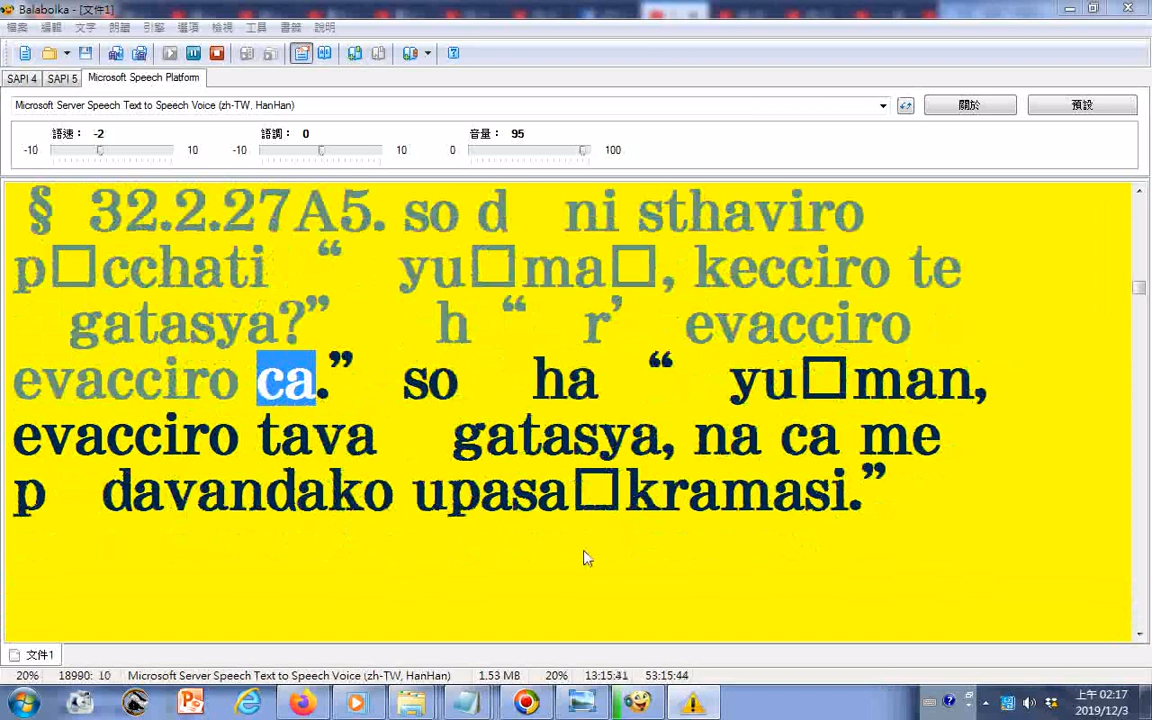 Balabolka - [文件1]
檔案 編輯 文字 朗讀 引擎 選項 檢視 工具 書籤 說明
SAPI 4 SAPI 5 Microsoft Speech Platform
Microsoft Server Speech Text to Speech Voice (zh-TW, HanHan) 關於 預設
語速： -2 語調： 0 音量： 95
-10 10 -10 10 0 100
§ 32.2.27A5. so d ni sthaviro
p□cchati “ yu□ma□, kecciro te
gatasya?” h “ r’ evacciro
evacciro ca.” so ha “ yu□man,
evacciro tava gatasya, na ca me
p davandako upasa□kramasi.”
文件1
20% 18990: 10 Microsoft Server Speech Text to Speech Voice (zh-TW, HanHan) 1.53 MB 20% 13:15:41 53:15:44
上午 02:17
2019/12/3